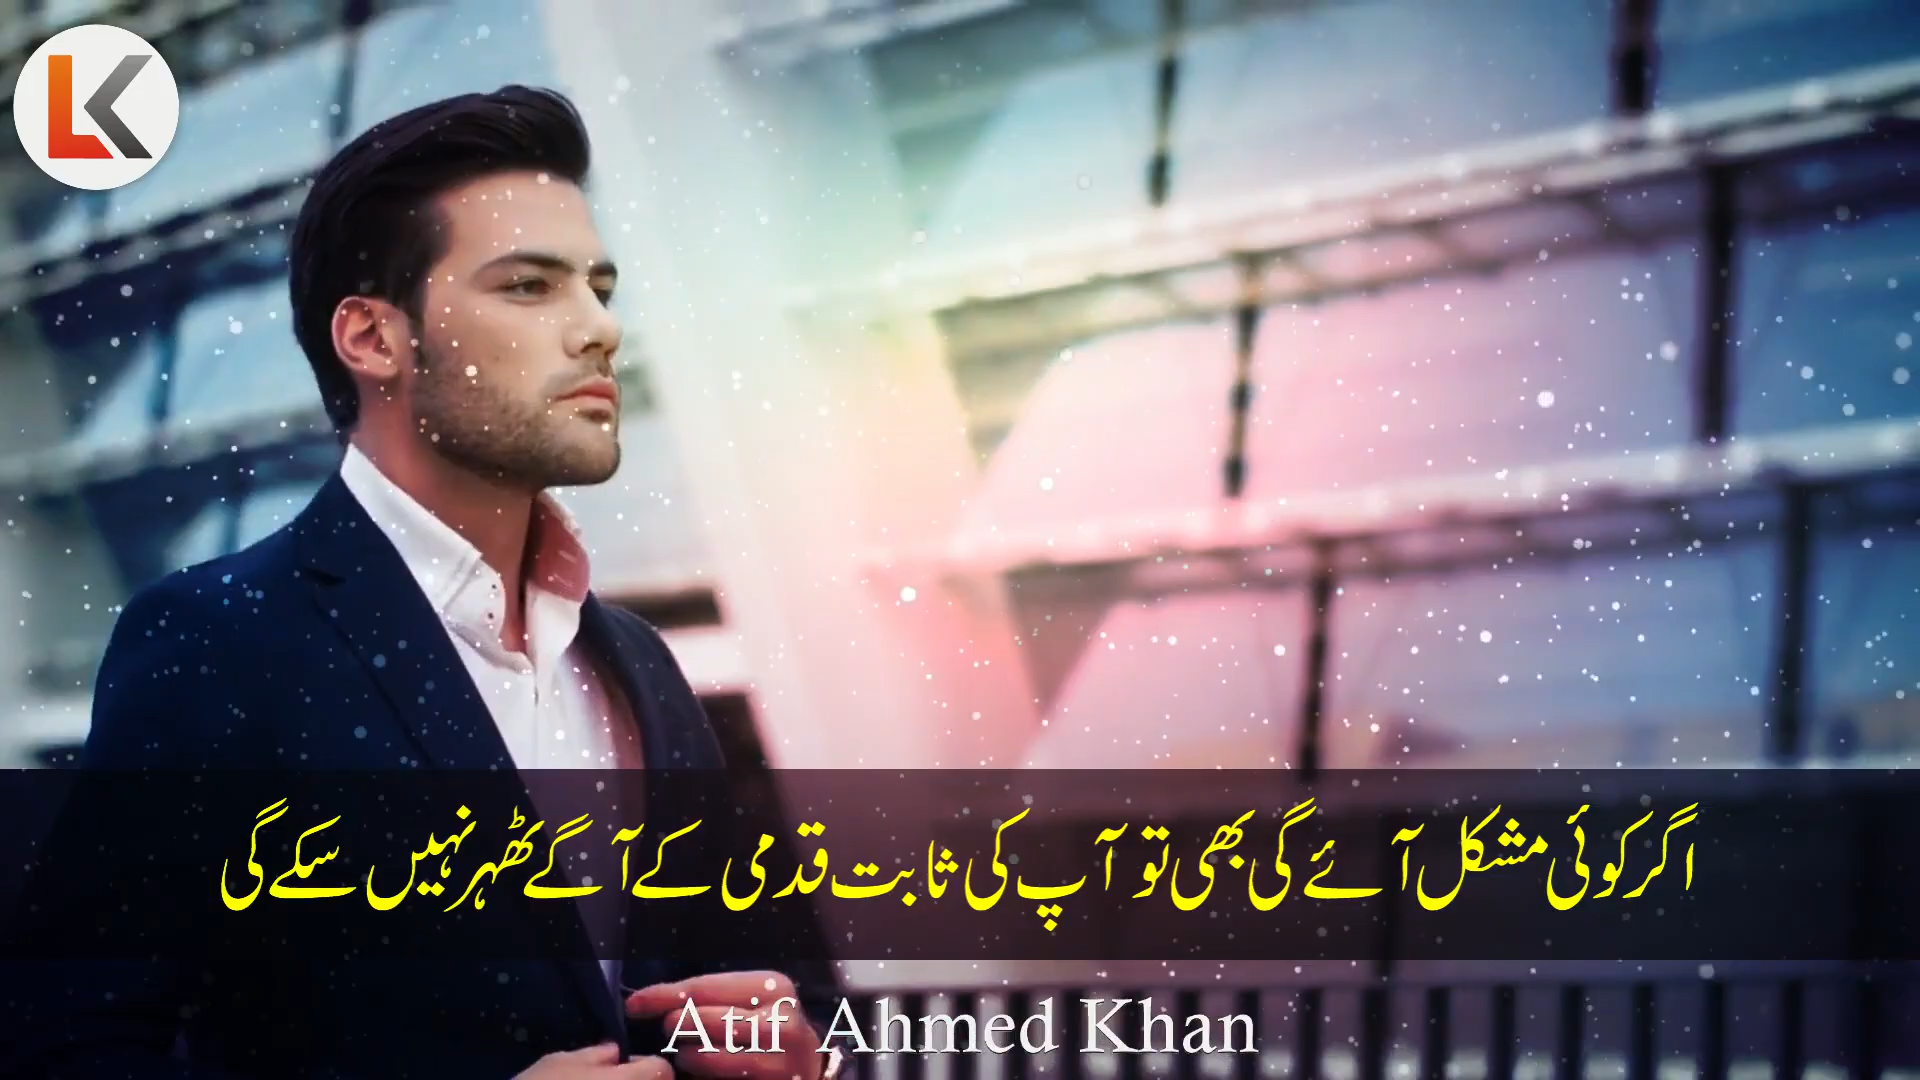 LK
اگر کوئی مشکل آئے گی بھی تو آپ کی ثابت قدمی کے آگے ٹھہر نہیں سکے گی
Atif Ahmed Khan